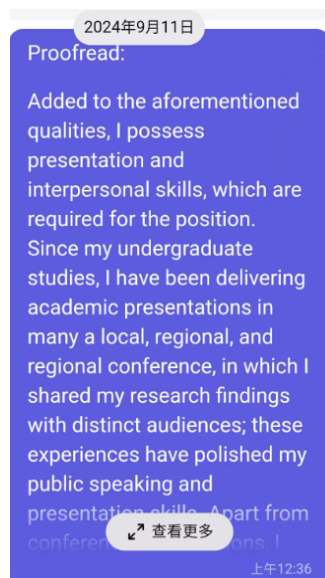 2024年9月11日
Proofread:
Added to the aforementioned
qualities, I possess
presentation and
interpersonal skills, which are
required for the position.
Since my undergraduate
studies, I have been delivering
academic presentations in
many a local, regional, and
regional conference, in which I
shared my research findings
with distinct audiences; these
experiences have polished my
public speaking and
presentation skills. Apart from
查看更多
上午12:36